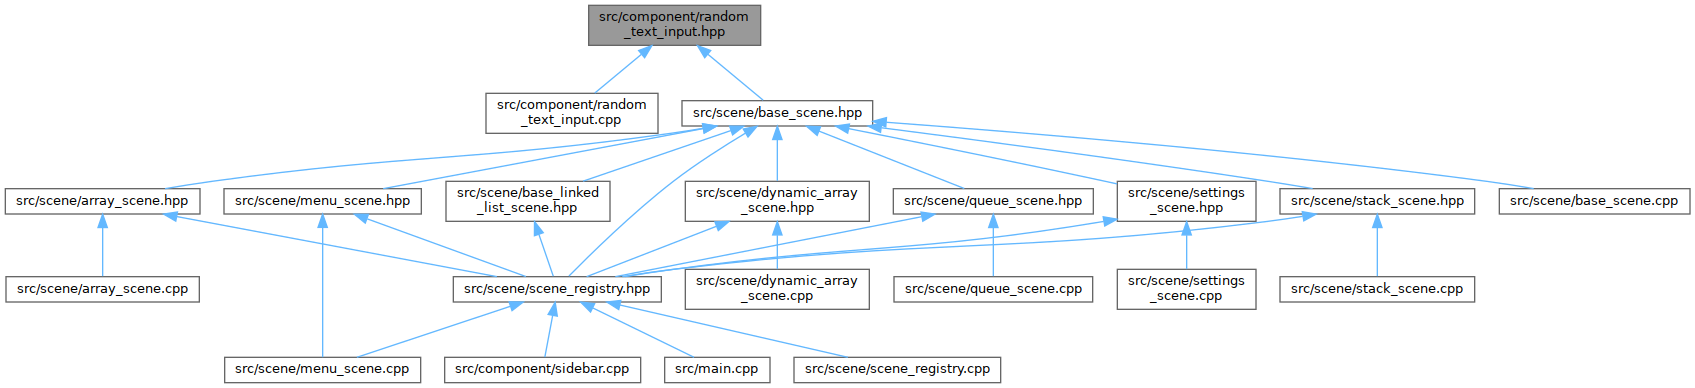 src/component/random
_text_input.hpp
src/component/random
_text_input.cpp
src/scene/base_scene.hpp
src/scene/array_scene.hpp
src/scene/menu_scene.hpp
src/scene/base_linked
_list_scene.hpp
src/scene/dynamic_array
_scene.hpp
src/scene/queue_scene.hpp
src/scene/settings
_scene.hpp
src/scene/stack_scene.hpp
src/scene/base_scene.cpp
src/scene/array_scene.cpp
src/scene/scene_registry.hpp
src/scene/dynamic_array
_scene.cpp
src/scene/queue_scene.cpp
src/scene/settings
_scene.cpp
src/scene/stack_scene.cpp
src/scene/menu_scene.cpp
src/component/sidebar.cpp
src/main.cpp
src/scene/scene_registry.cpp